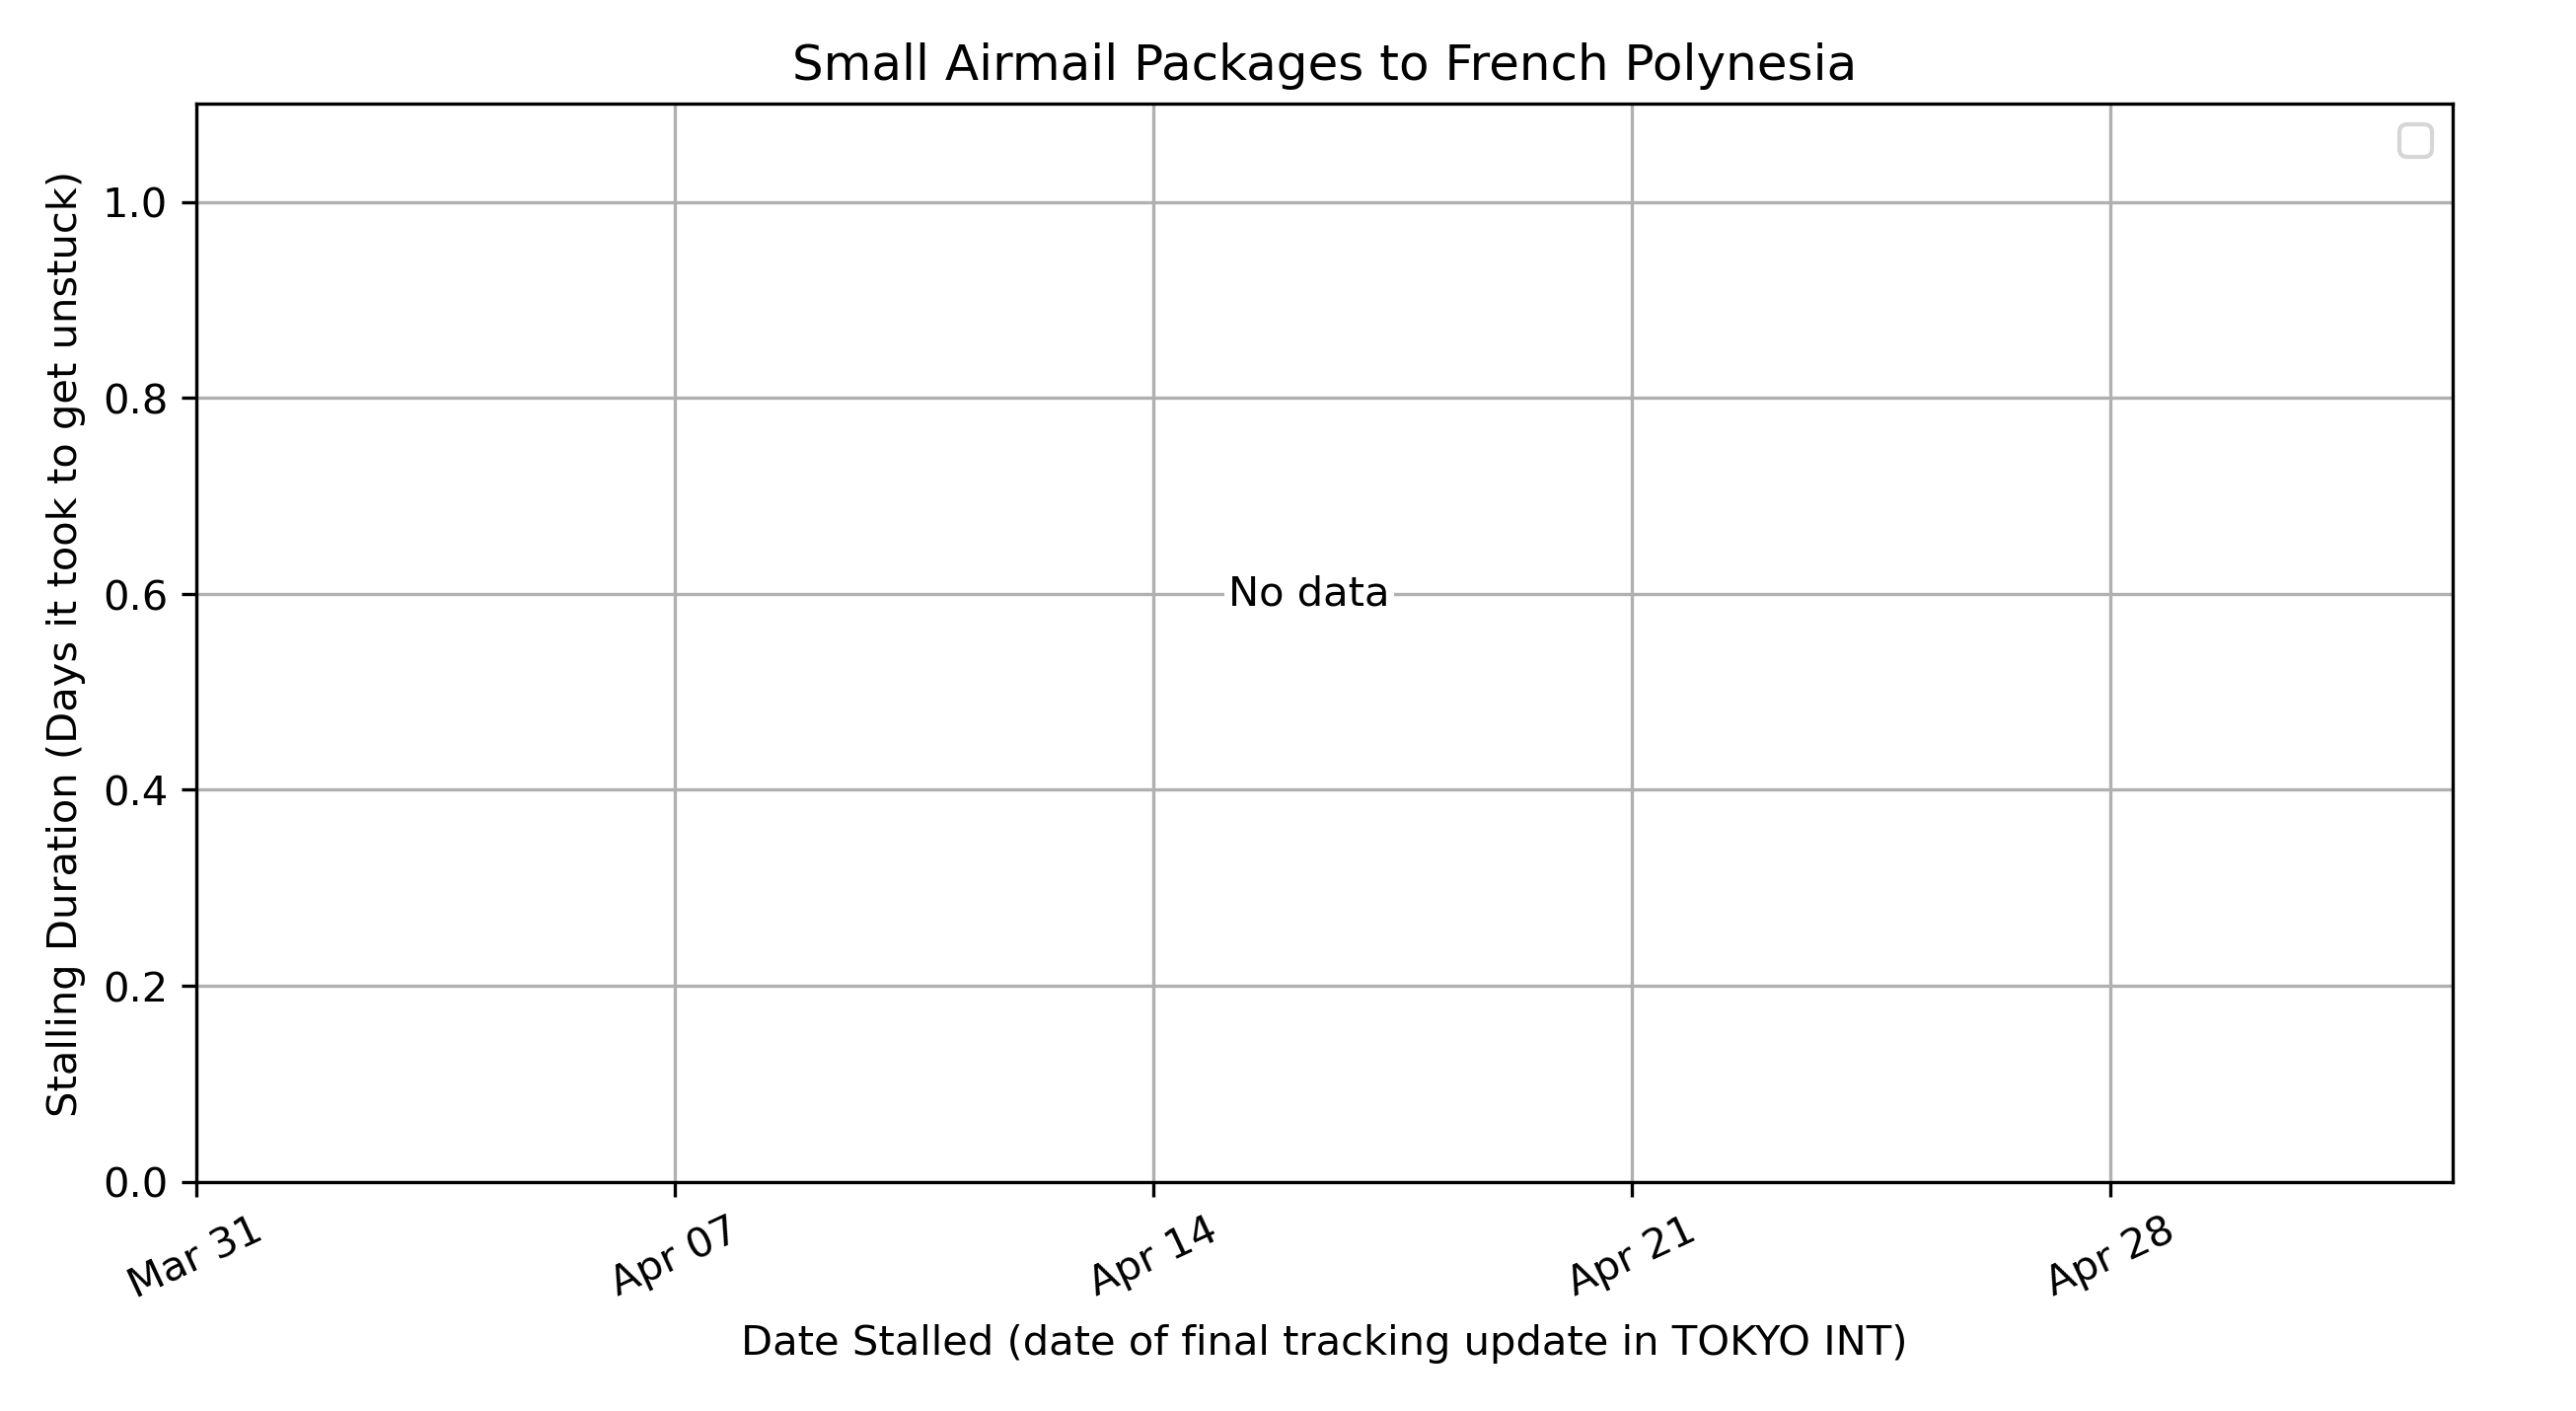 Small Airmail Packages to French Polynesia
Stalling Duration (Days it took to get unstuck)
1.0
0.8
0.6
0.4
0.2
0.0
No data
Mar 31
Apr 07
Apr 14
Apr 21
Apr 28
Date Stalled (date of final tracking update in TOKYO INT)